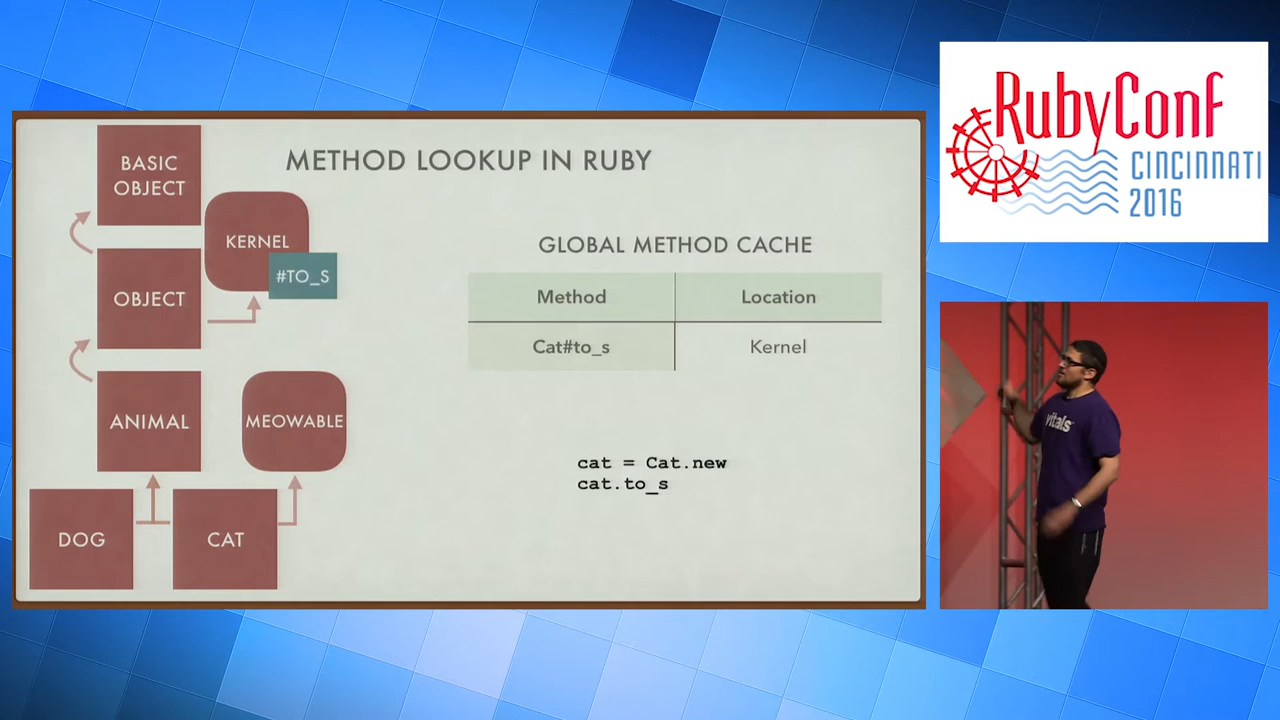 METHOD LOOKUP IN RUBY
BASIC
OBJECT
KERNEL
#TO_S
OBJECT
ANIMAL
MEOWABLE
DOG
CAT
GLOBAL METHOD CACHE
Method Location
Cat#to_s Kernel
cat = Cat.new
cat.to_s
RubyConf
CINCINNATI
2016
vitals